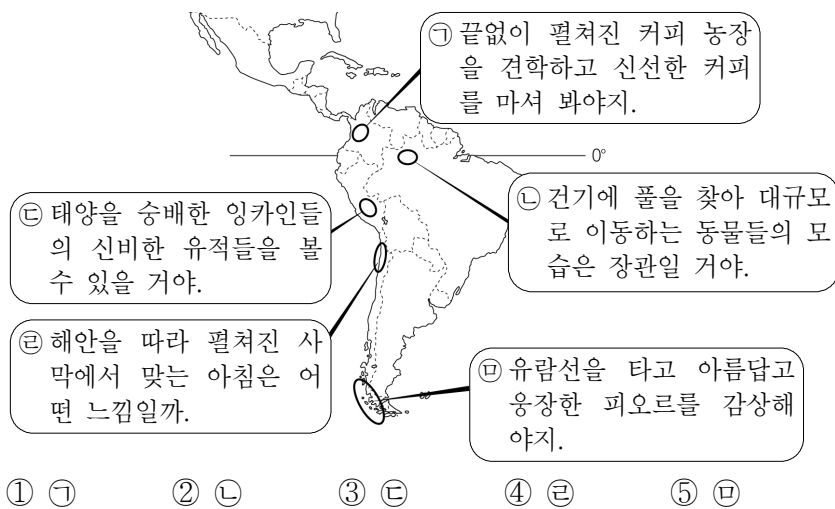 ㉠ 끝없이 펼쳐진 커피 농장
을 견학하고 신선한 커피
를 마셔 봐야지.
0°
㉢ 태양을 숭배한 잉카인들
의 신비한 유적들을 볼
수 있을 거야.
㉡ 건기에 풀을 찾아 대규모
로 이동하는 동물들의 모
습은 장관일 거야.
㉣ 해안을 따라 펼쳐진 사
막에서 맞는 아침은 어
떤 느낌일까.
㉤ 유람선을 타고 아름답고
웅장한 피오르를 감상해
야지.
① ㉠ ② ㉡ ③ ㉢ ④ ㉣ ⑤ ㉤